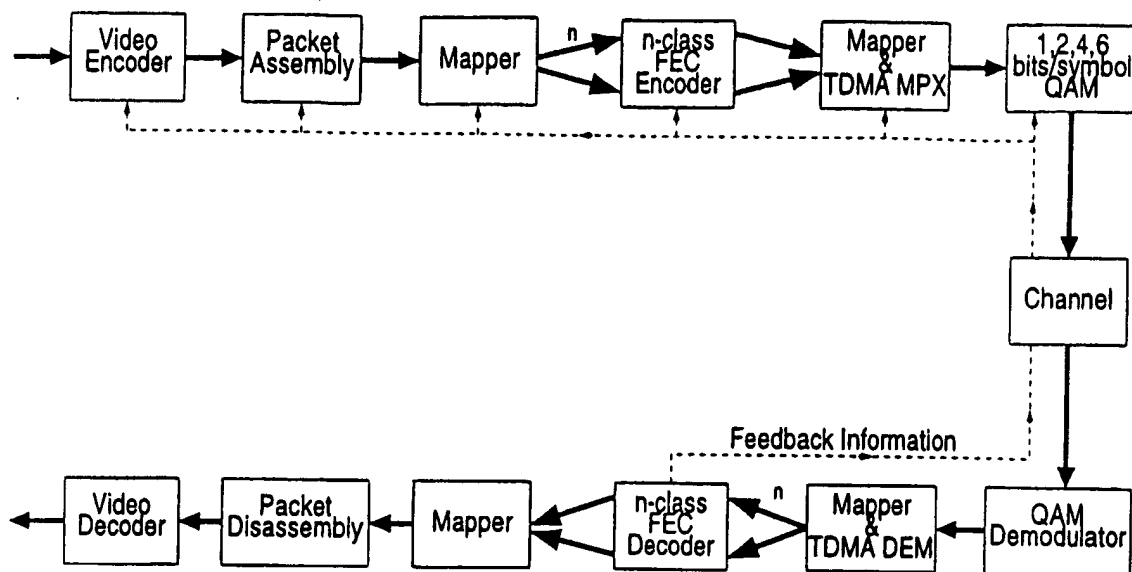 Video
Encoder
Packet
Assembly
Mapper
n
n-class
FEC
Encoder
Mapper
&
TDMA MPX
1,2,4,6
bits/symbol
QAM
Channel
Feedback Information
Video
Decoder
Packet
Disassembly
Mapper
n-class
FEC
Decoder
n
Mapper
&
TDMA DEM
QAM
Demodulator